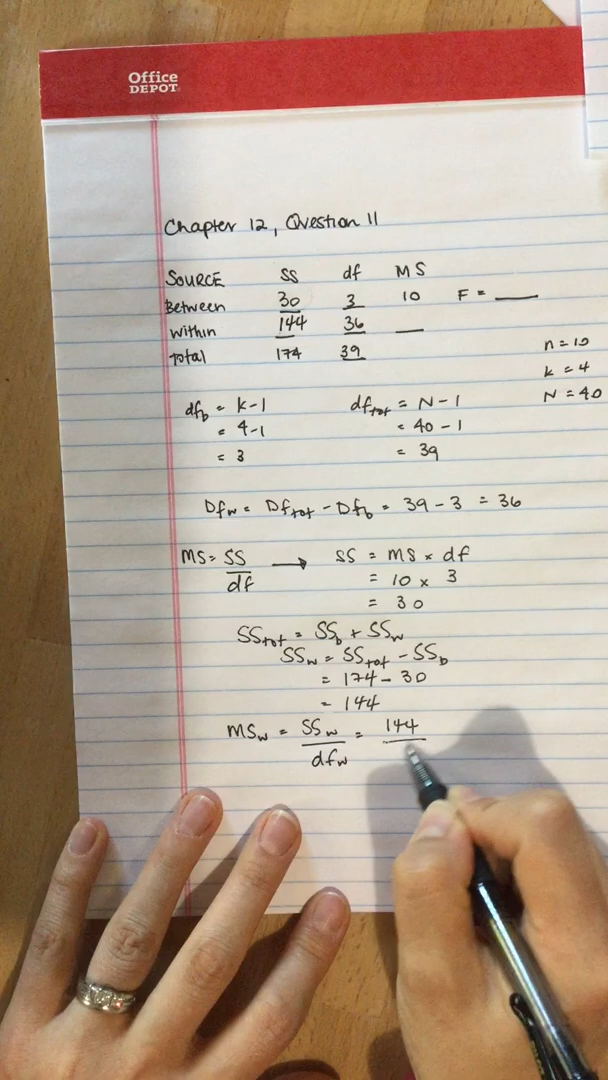 Office
DEPOT
Chapter 12, Question 11
SOURCE SS df MS
Between 30 3 10 F = ___
within 144 36 ___
total 174 39
n = 10
k = 4
N = 40
df_b = k-1
= 4-1
= 3
df_tot = N-1
= 40-1
= 39
Df_w = Df_tot - Df_b = 39-3 = 36
MS = SS/df → SS = MS × df
= 10 × 3
= 30
SS_tot = SS_b + SS_w
SS_w = SS_tot - SS_b
= 174 - 30
= 144
MS_w = SS_w/df_w = 144/